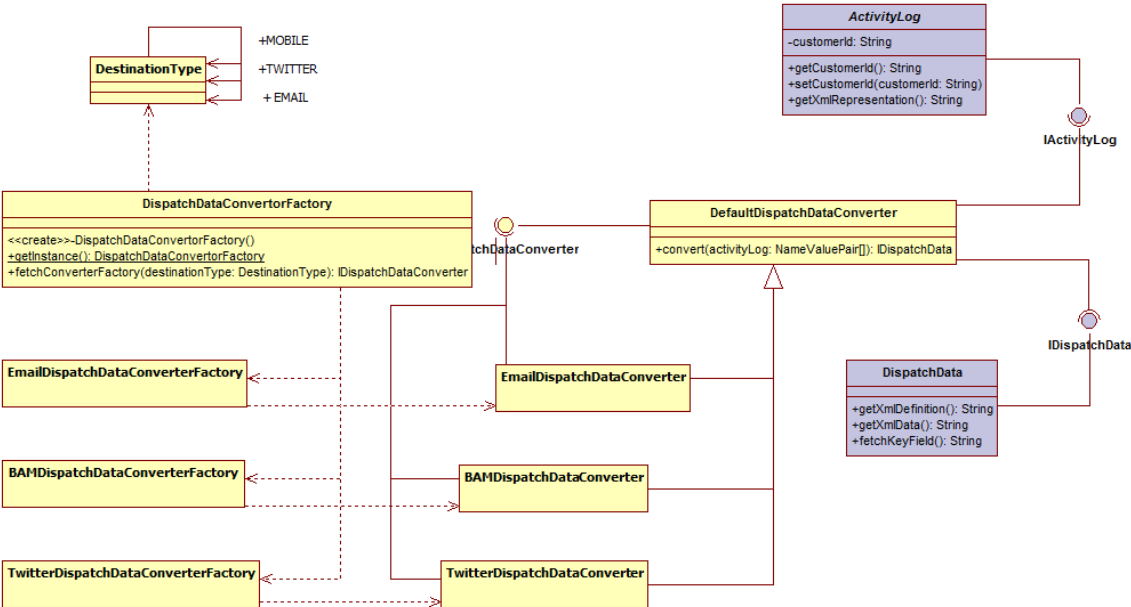 ActivityLog
-customerId: String
+getCustomerId(): String
+setCustomerId(customerId: String)
+getXmlRepresentation(): String
+MOBILE
+TWITTER
+ EMAIL
DestinationType
IActivityLog
DispatchDataConvertorFactory
<<create>>-DispatchDataConvertorFactory()
+getInstance(): DispatchDataConvertorFactory
+fetchConverterFactory(destinationType: DestinationType): IDispatchDataConverter
tchDataConverter
DefaultDispatchDataConverter
+convert(activityLog: NameValuePair[]): IDispatchData
IDispatchData
DispatchData
+getXmlDefinition(): String
+getXmlData(): String
+fetchKeyField(): String
EmailDispatchDataConverterFactory
EmailDispatchDataConverter
BAMDispatchDataConverterFactory
BAMDispatchDataConverter
TwitterDispatchDataConverterFactory
TwitterDispatchDataConverter